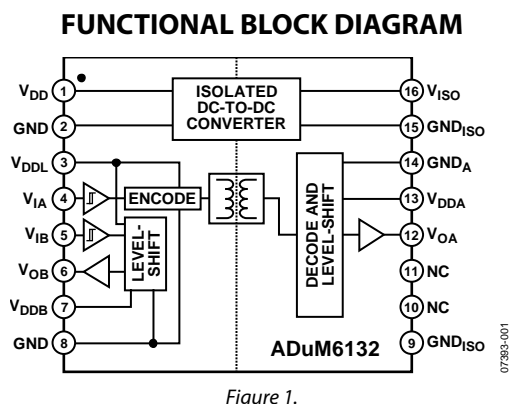 FUNCTIONAL BLOCK DIAGRAM
VDD 1
GND 2
VDDL 3
VIA 4
VIB 5
VOB 6
VDDB 7
GND 8
ISOLATED
DC-TO-DC
CONVERTER
ENCODE
LEVEL-
SHIFT
DECODE AND
LEVEL-SHIFT
ADuM6132
16 VISO
15 GNDISO
14 GNDA
13 VDDA
12 VOA
11 NC
10 NC
9 GNDISO
07393-001
Figure 1.